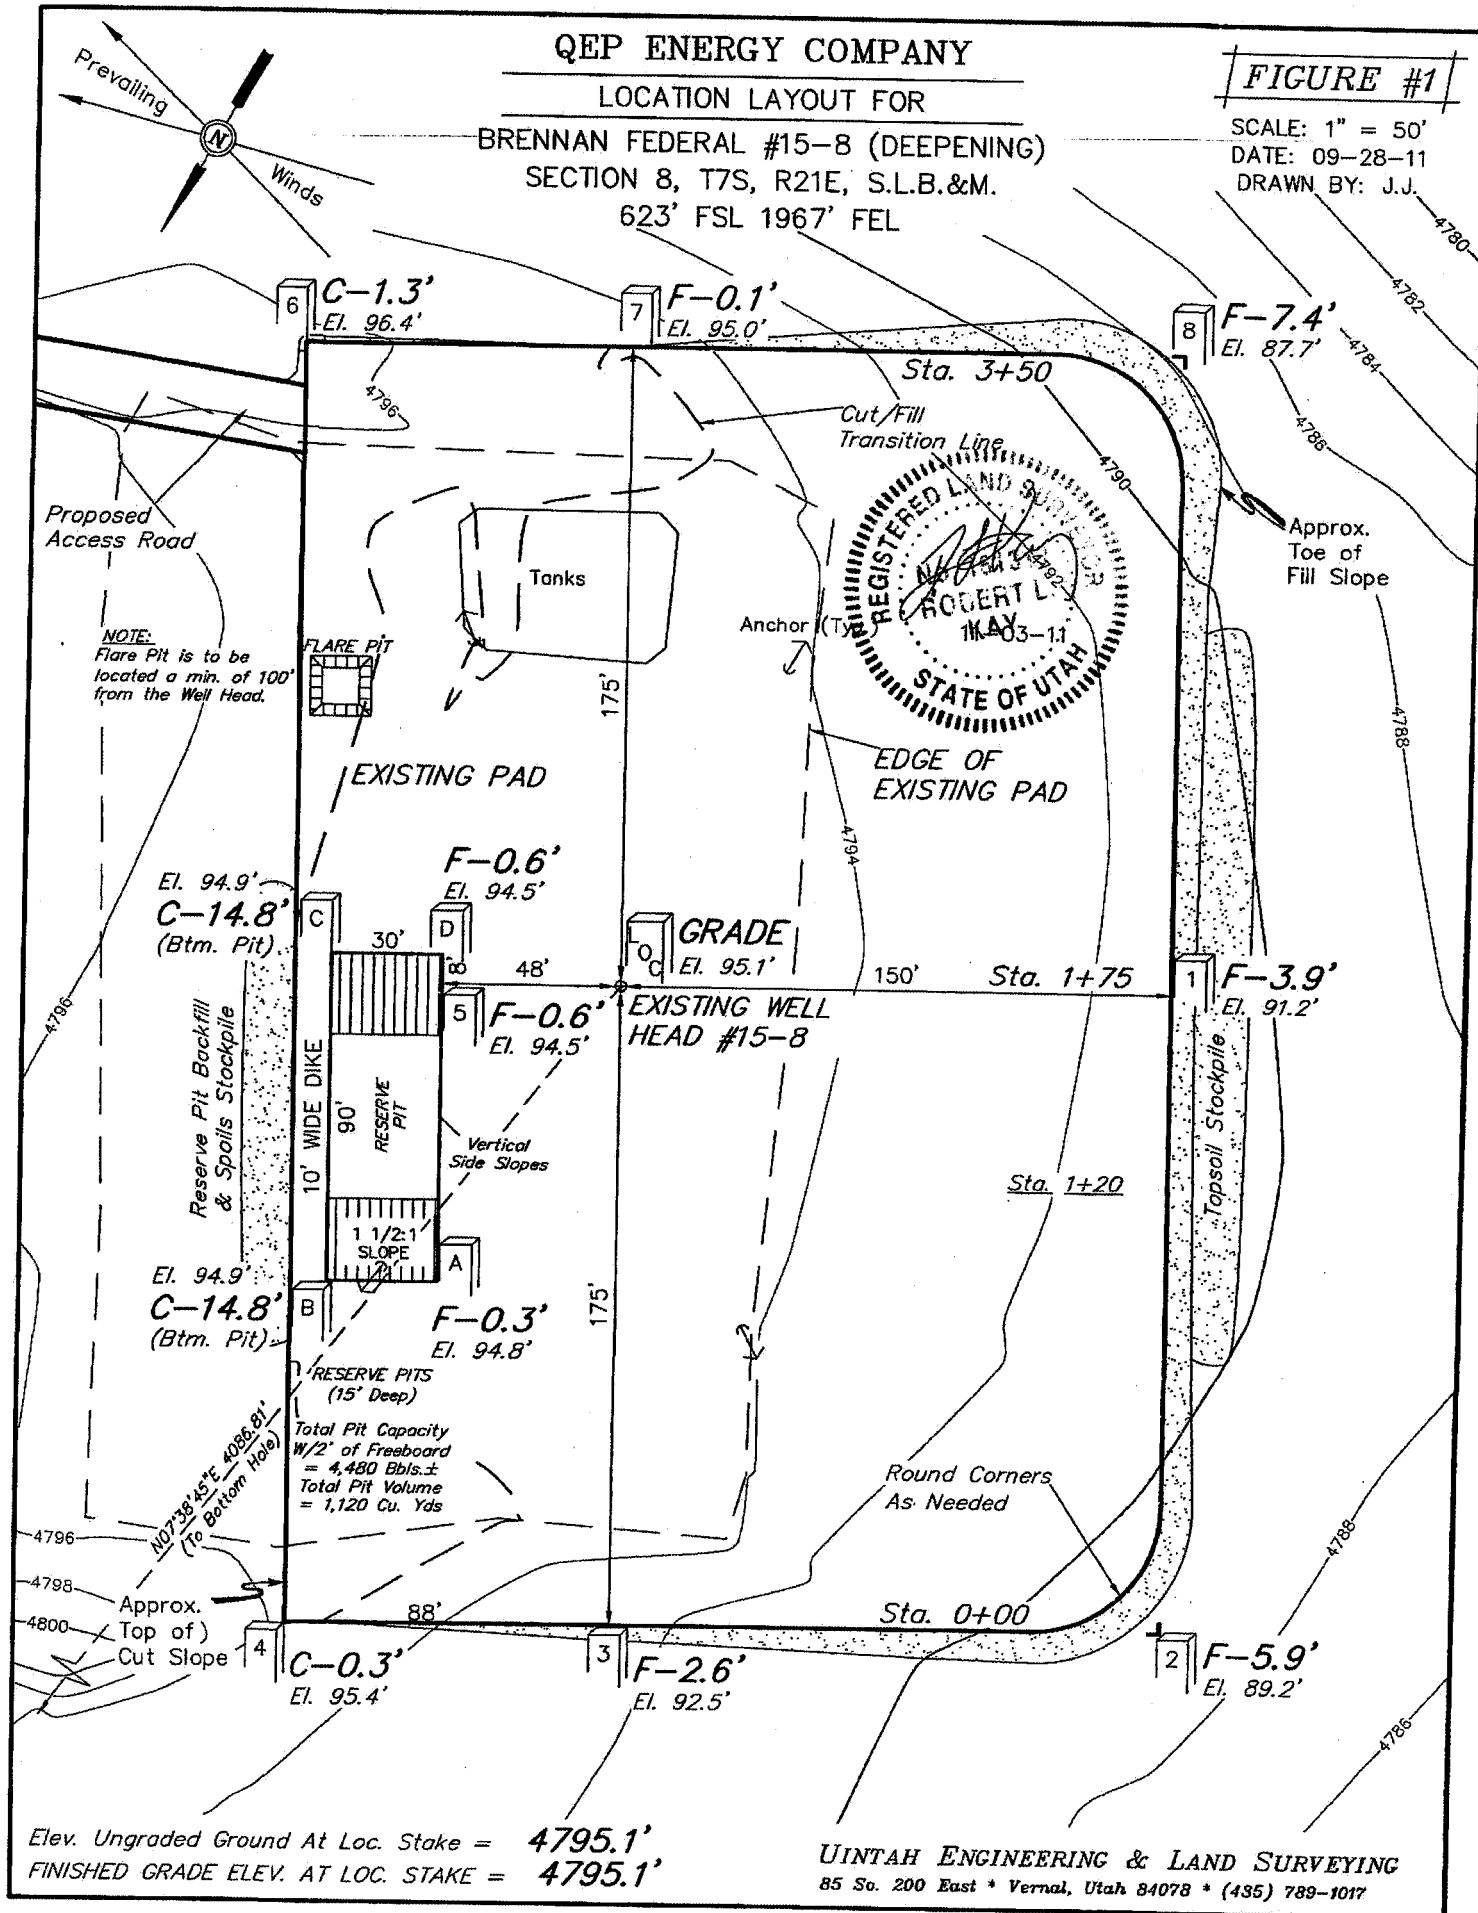 QEP ENERGY COMPANY
LOCATION LAYOUT FOR
BRENNAN FEDERAL #15-8 (DEEPENING)
SECTION 8, T7S, R21E, S.L.B.&M.
623' FSL 1967' FEL
FIGURE #1
SCALE: 1" = 50'
DATE: 09-28-11
DRAWN BY: J.J.
Prevailing
N
Winds
4780
4782
4784
4786
6
C-1.3'
El. 96.4'
7
F-0.1'
El. 95.0'
8
F-7.4'
El. 87.7'
Sta. 3+50
4796
Cut/Fill
Transition Line
4790
Proposed
Access Road
REGISTERED LAND SURVEYOR
ROBERT L.
KAY
11-03-11
STATE OF UTAH
4792
Approx.
Toe of
Fill Slope
Tanks
Anchor (Typ.)
NOTE:
Flare Pit is to be
located a min. of 100'
from the Well Head.
FLARE PIT
175'
4788
EXISTING PAD
EDGE OF
EXISTING PAD
4794
F-0.6'
El. 94.5'
El. 94.9'
C-14.8'
(Btm. Pit)
C
D
30'
8'
48'
LOC
GRADE
El. 95.1'
150'
Sta. 1+75
1
F-3.9'
El. 91.2'
5
F-0.6'
El. 94.5'
EXISTING WELL
HEAD #15-8
4796
Reserve Pit Backfill
& Spoils Stockpile
10' WIDE DIKE
90'
RESERVE
PIT
Vertical
Side Slopes
Topsoil Stockpile
Sta. 1+20
1 1/2:1
SLOPE
A
El. 94.9'
C-14.8'
(Btm. Pit)
B
F-0.3'
El. 94.8'
175'
RESERVE PITS
(15' Deep)
Total Pit Capacity
W/2' of Freeboard
= 4,480 Bbls.±
Total Pit Volume
= 1,120 Cu. Yds
N07°38'45"E 4086.81'
(To Bottom Hole)
Round Corners
As Needed
4796
4798
4800
4788
Approx.
Top of
Cut Slope
88'
Sta. 0+00
4
C-0.3'
El. 95.4'
3
F-2.6'
El. 92.5'
2
F-5.9'
El. 89.2'
4786
Elev. Ungraded Ground At Loc. Stake = 4795.1'
FINISHED GRADE ELEV. AT LOC. STAKE = 4795.1'
UINTAH ENGINEERING & LAND SURVEYING
85 So. 200 East * Vernal, Utah 84078 * (435) 789-1017